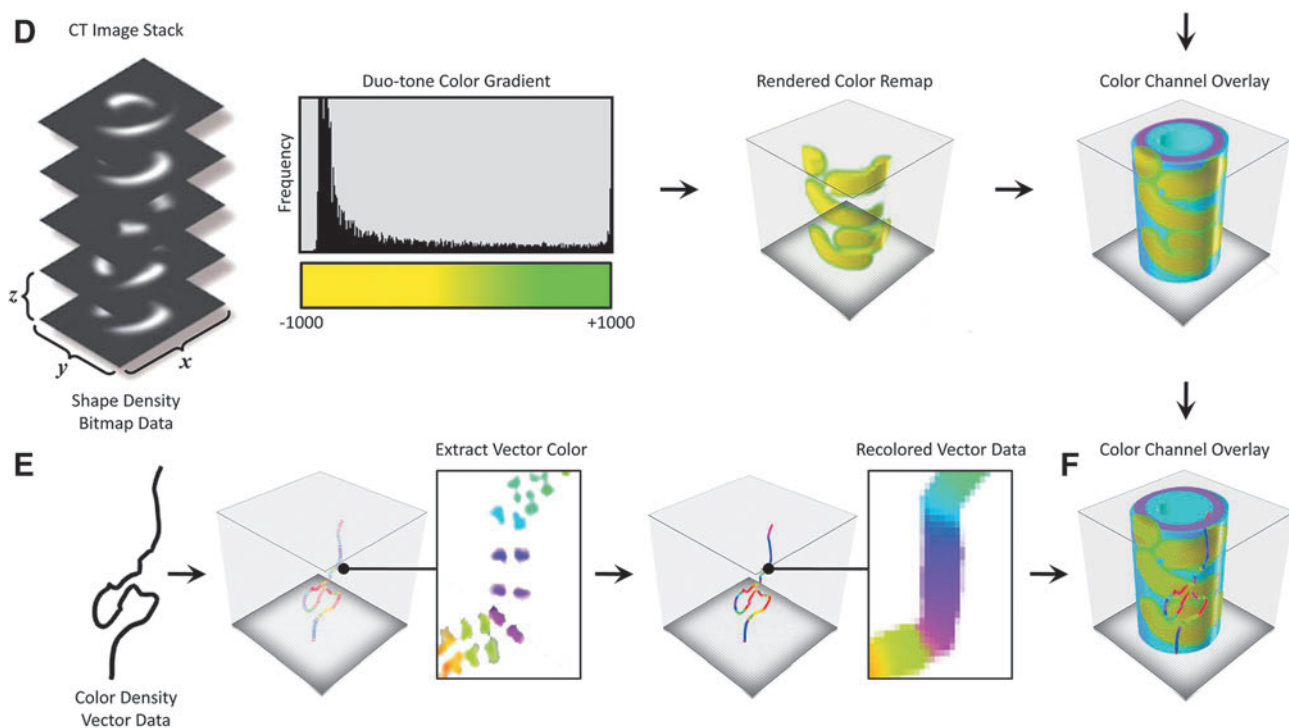 D
CT Image Stack
Duo-tone Color Gradient
Rendered Color Remap
Color Channel Overlay
Frequency
z
y
x
-1000
+1000
Shape Density
Bitmap Data
E
Extract Vector Color
Recolored Vector Data
F
Color Channel Overlay
Color Density
Vector Data